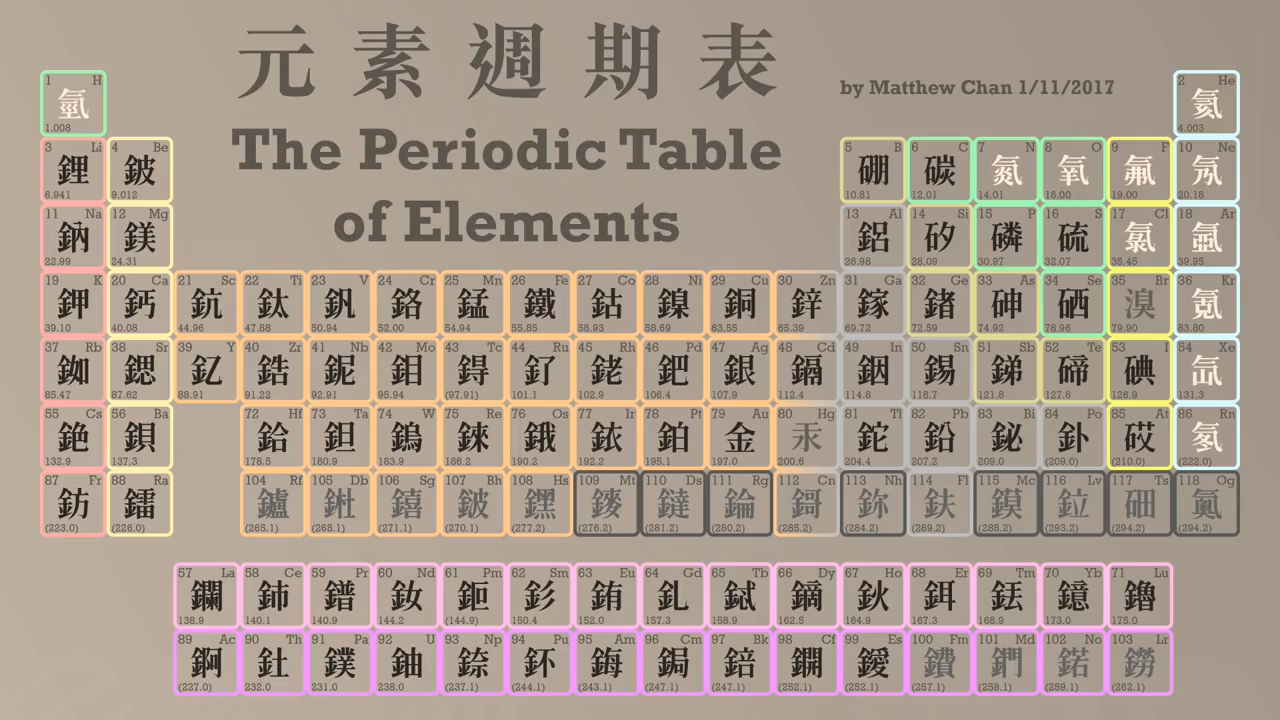 元素週期表
The Periodic Table
of Elements
by Matthew Chan 1/11/2017
1 H 氫 1.008
2 He 氦 4.003
3 Li 鋰 6.941
4 Be 鈹 9.012
5 B 硼 10.81
6 C 碳 12.01
7 N 氮 14.01
8 O 氧 16.00
9 F 氟 19.00
10 Ne 氖 20.18
11 Na 鈉 22.99
12 Mg 鎂 24.31
13 Al 鋁 26.98
14 Si 矽 28.09
15 P 磷 30.97
16 S 硫 32.07
17 Cl 氯 35.45
18 Ar 氬 39.95
19 K 鉀 39.10
20 Ca 鈣 40.08
21 Sc 鈧 44.96
22 Ti 鈦 47.88
23 V 釩 50.94
24 Cr 鉻 52.00
25 Mn 錳 54.94
26 Fe 鐵 55.85
27 Co 鈷 58.93
28 Ni 鎳 58.69
29 Cu 銅 63.55
30 Zn 鋅 65.39
31 Ga 鎵 69.72
32 Ge 鍺 72.59
33 As 砷 74.92
34 Se 硒 78.96
35 Br 溴 79.90
36 Kr 氪 83.80
37 Rb 銣 85.47
38 Sr 鍶 87.62
39 Y 釔 88.91
40 Zr 鋯 91.22
41 Nb 鈮 92.91
42 Mo 鉬 95.94
43 Tc 鍀 (97.91)
44 Ru 釕 101.1
45 Rh 銠 102.9
46 Pd 鈀 106.4
47 Ag 銀 107.9
48 Cd 鎘 112.4
49 In 銦 114.8
50 Sn 錫 118.7
51 Sb 銻 121.8
52 Te 碲 127.6
53 I 碘 126.9
54 Xe 氙 131.3
55 Cs 銫 132.9
56 Ba 鋇 137.3
72 Hf 鉿 178.5
73 Ta 鉭 180.9
74 W 鎢 183.9
75 Re 錸 186.2
76 Os 鋨 190.2
77 Ir 銥 192.2
78 Pt 鉑 195.1
79 Au 金 197.0
80 Hg 汞 200.6
81 Tl 鉈 204.4
82 Pb 鉛 207.2
83 Bi 鉍 209.0
84 Po 釙 (209.0)
85 At 砹 (210.0)
86 Rn 氡 (222.0)
87 Fr 鈁 (223.0)
88 Ra 鐳 (226.0)
104 Rf 鑪 (265.1)
105 Db 𨧀 (268.1)
106 Sg 𨭎 (271.1)
107 Bh 𨨏 (270.1)
108 Hs 𨭆 (277.2)
109 Mt 䥑 (276.2)
110 Ds 鐽 (281.2)
111 Rg 錀 (280.2)
112 Cn 鎶 (285.2)
113 Nh 鉨 (284.2)
114 Fl 鈇 (289.2)
115 Mc 鏌 (288.2)
116 Lv 鉝 (293.2)
117 Ts 鿬 (294.2)
118 Og 鿫 (294.2)
57 La 鑭 138.9
58 Ce 鈰 140.1
59 Pr 鐠 140.9
60 Nd 釹 144.2
61 Pm 鉕 (144.9)
62 Sm 釤 150.4
63 Eu 銪 152.0
64 Gd 釓 157.3
65 Tb 鋱 158.9
66 Dy 鏑 162.5
67 Ho 鈥 164.9
68 Er 鉺 167.3
69 Tm 銩 168.9
70 Yb 鐿 173.0
71 Lu 鑥 175.0
89 Ac 錒 (227.0)
90 Th 釷 232.0
91 Pa 鏷 231.0
92 U 鈾 238.0
93 Np 錼 (237.1)
94 Pu 鈈 (244.1)
95 Am 鋂 (243.1)
96 Cm 鋦 (247.1)
97 Bk 錇 (247.1)
98 Cf 鐦 (252.1)
99 Es 鑀 (252.1)
100 Fm 鐨 (257.1)
101 Md 鍆 (258.1)
102 No 鍩 (259.1)
103 Lr 鐒 (262.1)